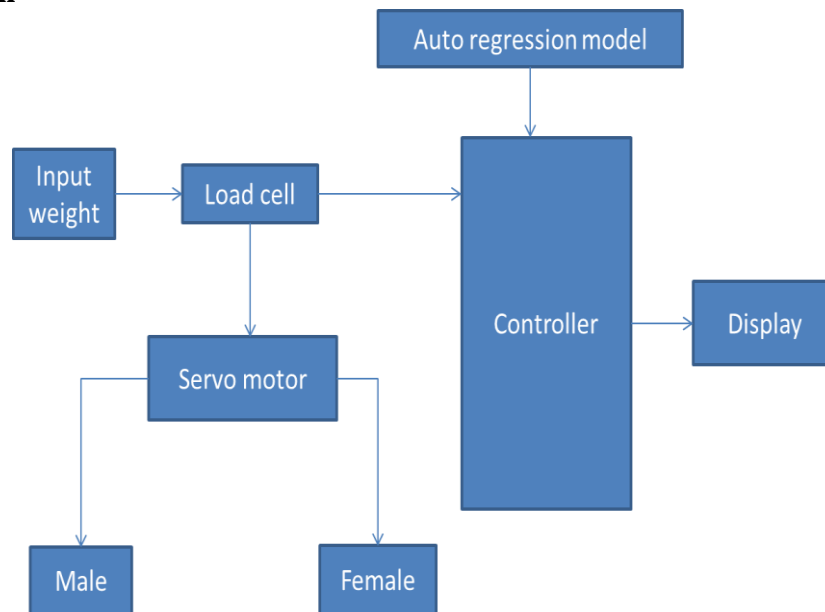 Auto regression model
Input
weight
Load cell
Controller
Display
Servo motor
Male
Female